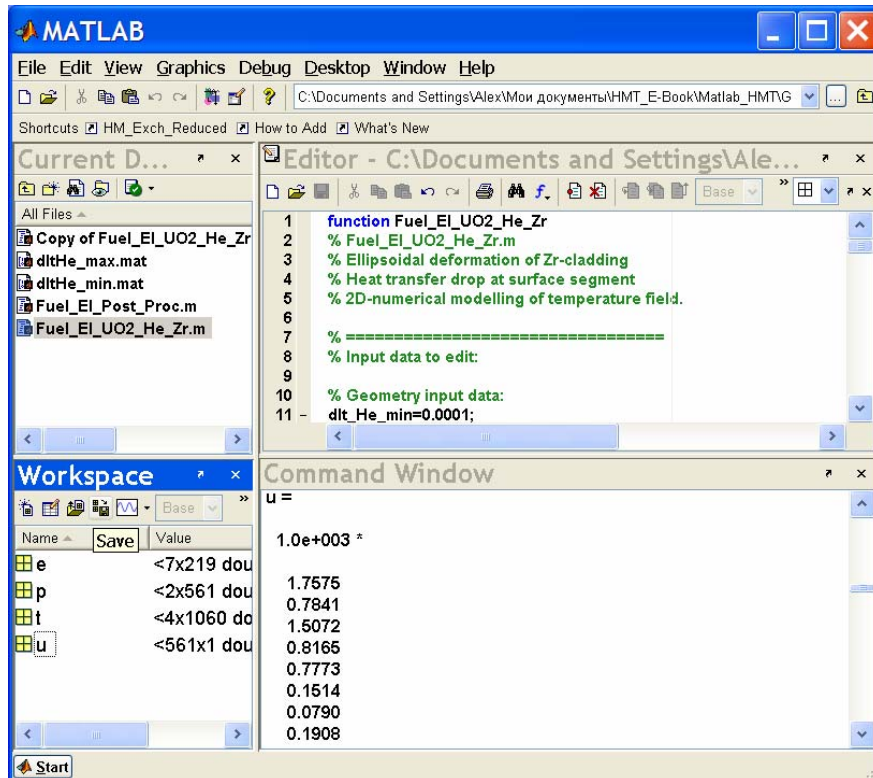 MATLAB
File Edit View Graphics Debug Desktop Window Help
C:\Documents and Settings\Alex\Мои документы\HMT_E-Book\Matlab_HMT\G
Shortcuts HM_Exch_Reduced How to Add What's New
Current D...
All Files
Copy of Fuel_El_UO2_He_Zr
dltHe_max.mat
dltHe_min.mat
Fuel_El_Post_Proc.m
Fuel_El_UO2_He_Zr.m
Editor - C:\Documents and Settings\Ale...
Base
1 function Fuel_El_UO2_He_Zr
2 % Fuel_El_UO2_He_Zr.m
3 % Ellipsoidal deformation of Zr-cladding
4 % Heat transfer drop at surface segment
5 % 2D-numerical modelling of temperature field.
6
7 % ==================================
8 % Input data to edit:
9
10 % Geometry input data:
11 – dlt_He_min=0.0001;
Workspace
Base
Name Value
Save
e <7x219 dou
p <2x561 dou
t <4x1060 do
u <561x1 dou
Command Window
u =
1.0e+003 *
1.7575
0.7841
1.5072
0.8165
0.7773
0.1514
0.0790
0.1908
Start